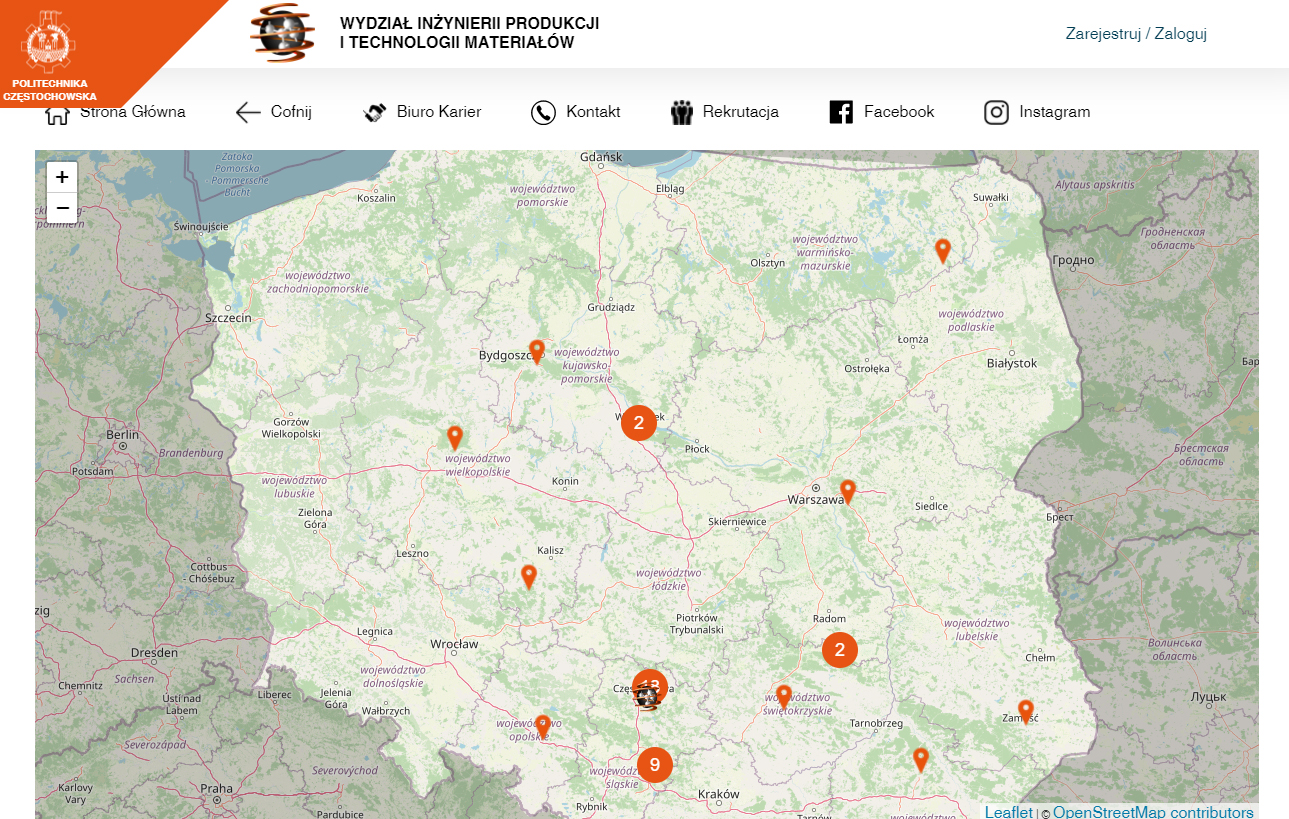 POLITECHNIKA
CZĘSTOCHOWSKA
WYDZIAŁ INŻYNIERII PRODUKCJI
I TECHNOLOGII MATERIAŁÓW
Zarejestruj / Zaloguj
Strona Główna
Cofnij
Biuro Karier
Kontakt
Rekrutacja
Facebook
Instagram
+
−
Zatoka
Pomorska
- Pommersche
Bucht
Gdańsk
Elbląg
województwo
pomorskie
Koszalin
Suwałki
Alytaus apskritis
Świnoujście
Гродненская
область
województwo
warmińsko-
mazurskie
Olsztyn
Гродно
województwo
zachodniopomorskie
Szczecin
Grudziądz
województwo
podlaskie
Łomża
Białystok
Ostrołęka
województwo
kujawsko-
pomorskie
Gorzów
Wielkopolski
Berlin
Potsdam
Brandenburg
2
Płock
województwo
wielkopolskie
Konin
województwo
lubuskie
Zielona
Góra
Warszawa
Siedlce
Skierniewice
Брест
Брестская
область
Leszno
Kalisz
Cottbus
- Chóśebuz
województwo
łódzkie
Piotrków
Trybunalski
Radom
województwo
lubelskie
Legnica
Wrocław
2
Chełm
Волинська
область
Dresden
Sachsen
Chemnitz
Ústí nad
Labem
Liberec
Jelenia
Góra
województwo
dolnośląskie
Wałbrzych
świętokrzyskie
Tarnobrzeg
Луцьк
opolskie
Severozápad
Severovýchod
9
śląskie
Karlovy
Vary
Praha
Pardubice
Rybnik
Kraków
Tarnów
Leaflet | © OpenStreetMap contributors